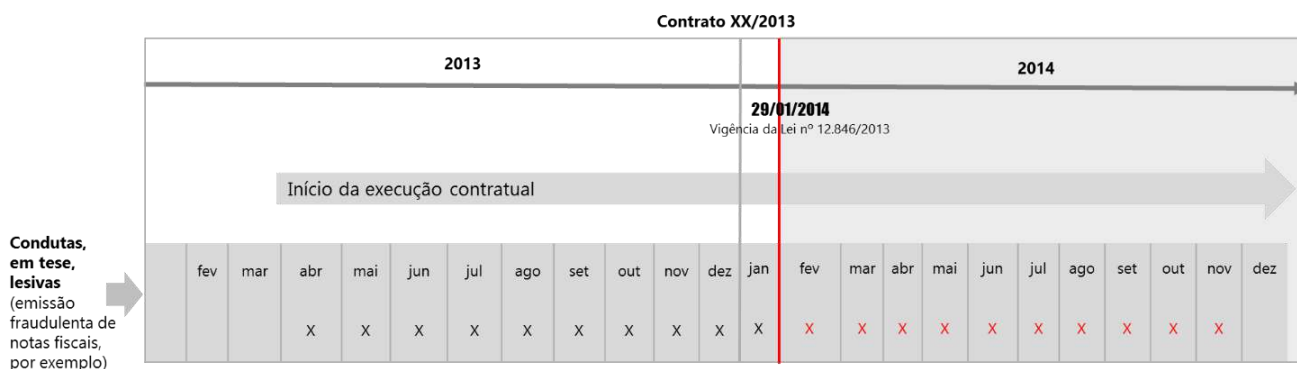 Contrato XX/2013
2013
2014
29/01/2014
Vigência da Lei nº 12.846/2013
Início da execução contratual
Condutas,
em tese,
lesivas
(emissão
fraudulenta de
notas fiscais,
por exemplo)
fev mar abr mai jun jul ago set out nov dez jan fev mar abr mai jun jul ago set out nov dez
X X X X X X X X X X X X X X X X X X X X